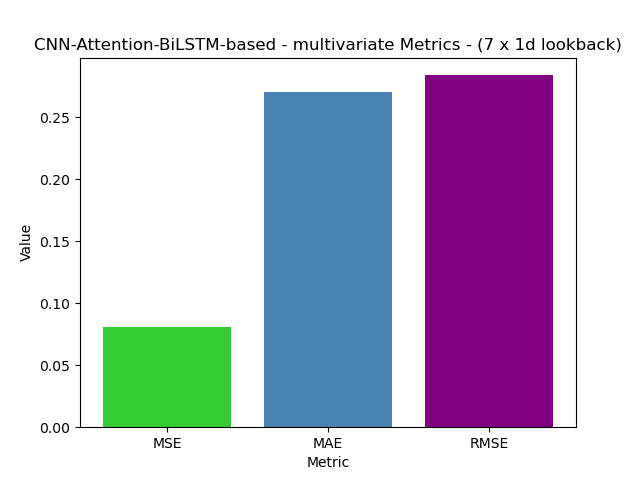 CNN-Attention-BiLSTM-based - multivariate Metrics - (7 x 1d lookback)
Value
0.25
0.20
0.15
0.10
0.05
0.00
MSE MAE RMSE
Metric